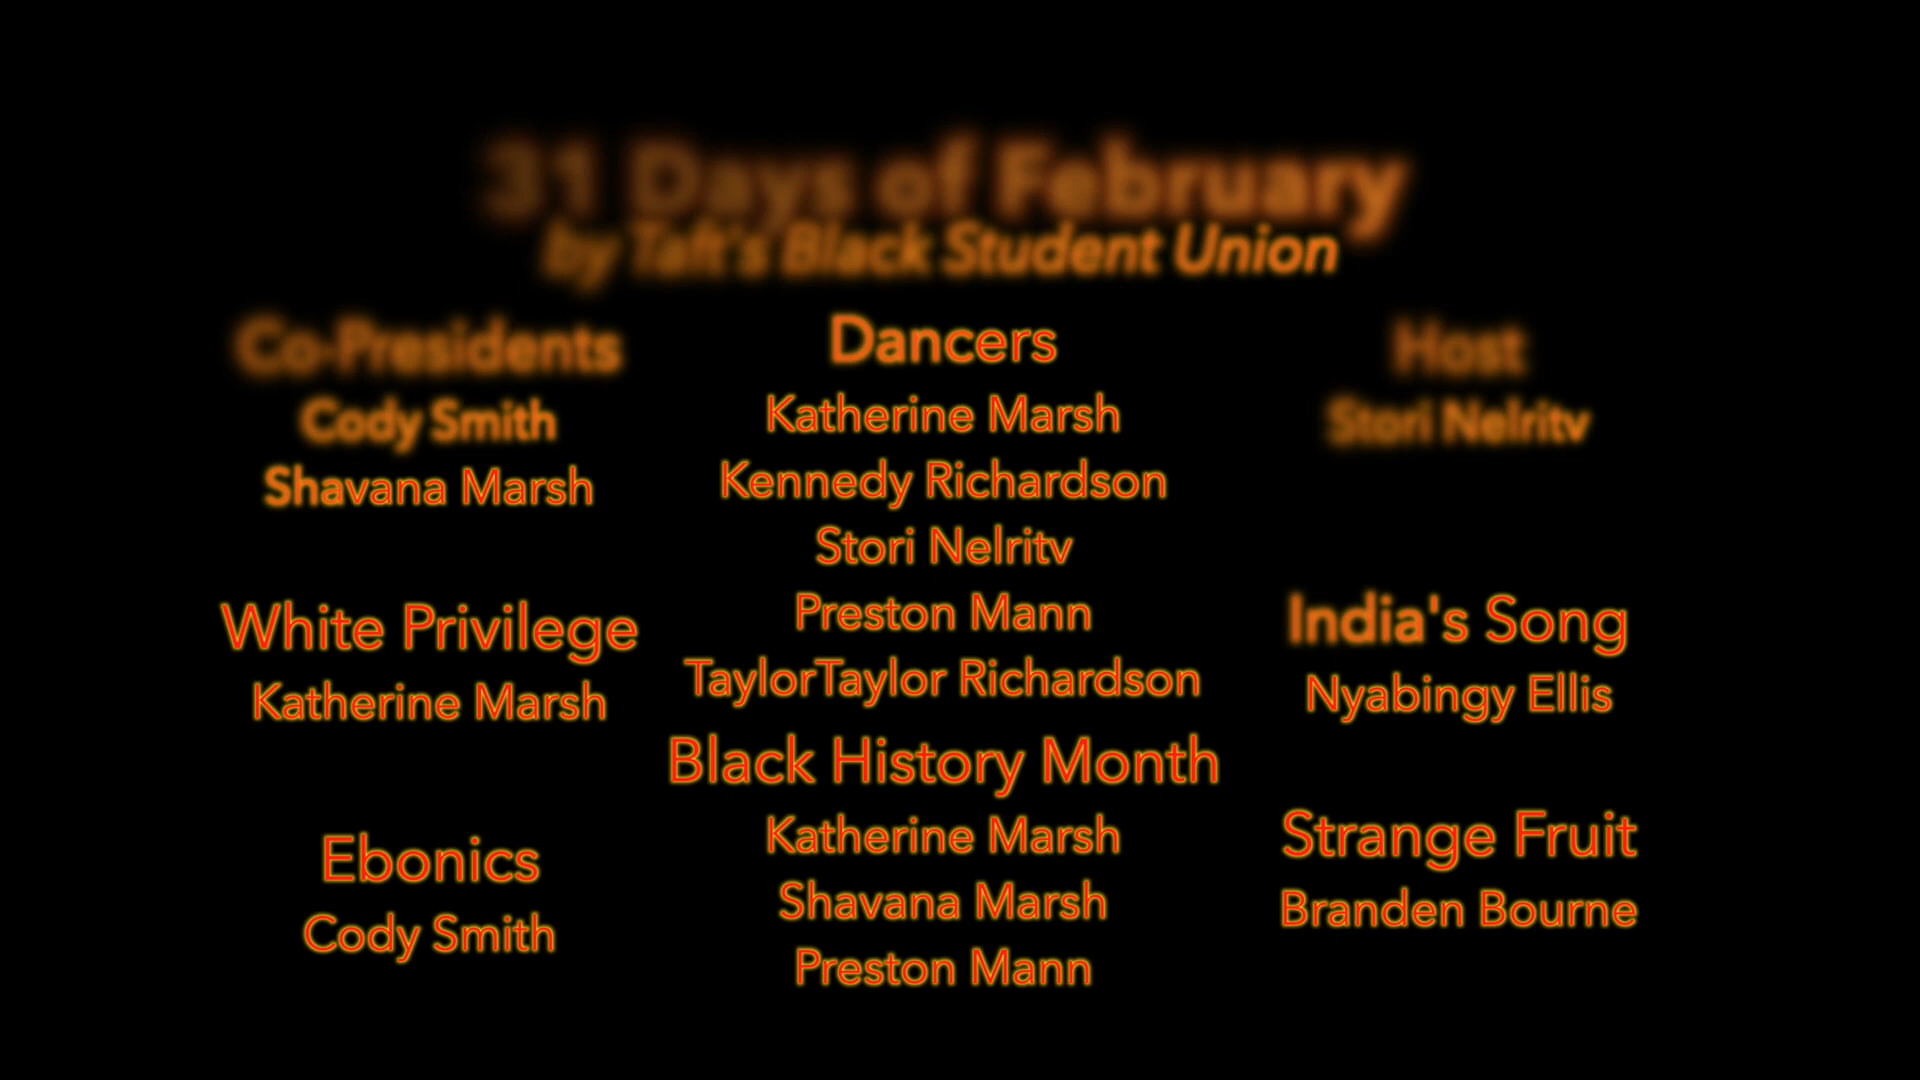 31 Days of February
by Taft's Black Student Union
Co-Presidents
Cody Smith
Shavana Marsh
White Privilege
Katherine Marsh
Ebonics
Cody Smith
Dancers
Katherine Marsh
Kennedy Richardson
Stori Nelritv
Preston Mann
TaylorTaylor Richardson
Black History Month
Katherine Marsh
Shavana Marsh
Preston Mann
Host
Stori Nelritv
India's Song
Nyabingy Ellis
Strange Fruit
Branden Bourne